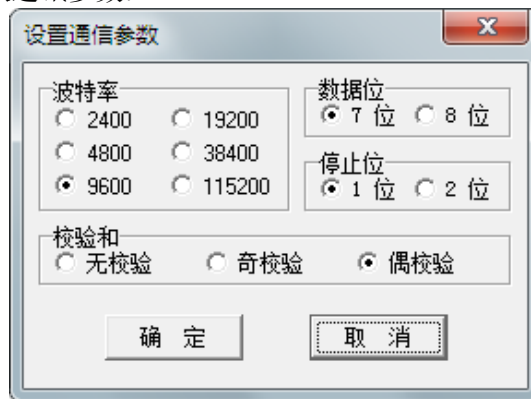 设置通信参数
波特率
2400 19200
4800 38400
9600 115200
数据位
7 位 8 位
停止位
1 位 2 位
校验和
无校验 奇校验 偶校验
确 定 取 消